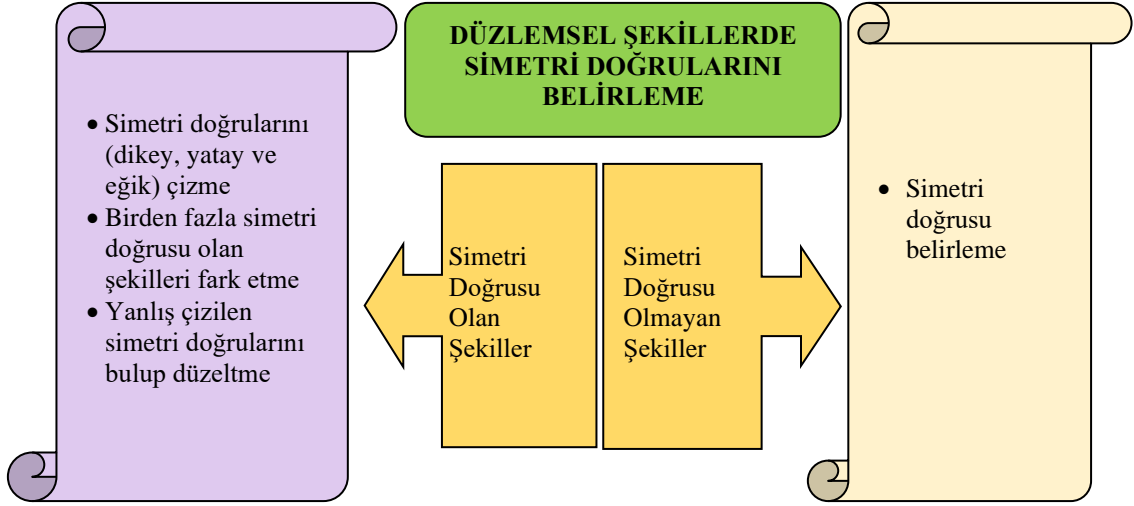 DÜZLEMSEL ŞEKİLLERDE
SİMETRİ DOĞRULARINI
BELİRLEME
• Simetri doğrularını
(dikey, yatay ve
eğik) çizme
• Birden fazla simetri
doğrusu olan
şekilleri fark etme
• Yanlış çizilen
simetri doğrularını
bulup düzeltme
Simetri
Doğrusu
Olan
Şekiller
Simetri
Doğrusu
Olmayan
Şekiller
• Simetri
doğrusu
belirleme